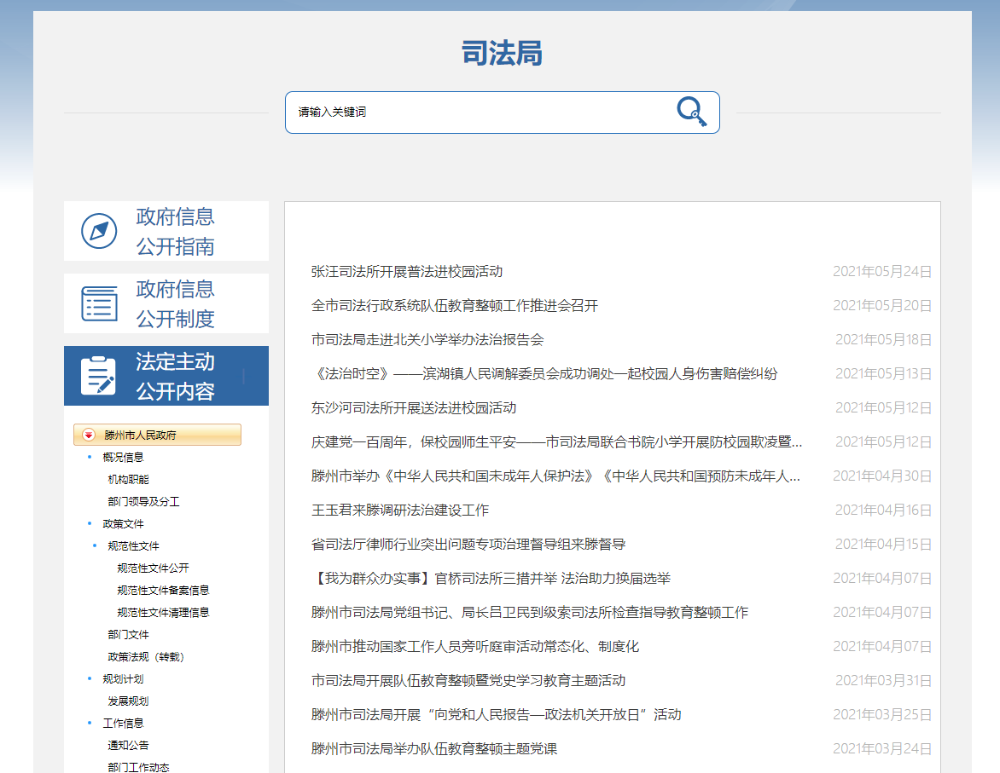 司法局
请输入关键词
政府信息
公开指南
政府信息
公开制度
法定主动
公开内容
滕州市人民政府
概况信息
机构职能
部门领导及分工
政策文件
规范性文件
规范性文件公开
规范性文件备案信息
规范性文件清理信息
部门文件
政策法规（转载）
规划计划
发展规划
工作信息
通知公告
部门工作动态
张汪司法所开展普法进校园活动 2021年05月24日
全市司法行政系统队伍教育整顿工作推进会召开 2021年05月20日
市司法局走进北关小学举办法治报告会 2021年05月18日
《法治时空》——滨湖镇人民调解委员会成功调处一起校园人身伤害赔偿纠纷 2021年05月13日
东沙河司法所开展送法进校园活动 2021年05月12日
庆建党一百周年，保校园师生平安——市司法局联合书院小学开展防校园欺凌暨... 2021年05月12日
滕州市举办《中华人民共和国未成年人保护法》《中华人民共和国预防未成年人... 2021年04月30日
王玉君来滕调研法治建设工作 2021年04月16日
省司法厅律师行业突出问题专项治理督导组来滕督导 2021年04月15日
【我为群众办实事】官桥司法所三措并举 法治助力换届选举 2021年04月07日
滕州市司法局党组书记、局长吕卫民到级索司法所检查指导教育整顿工作 2021年04月07日
滕州市推动国家工作人员旁听庭审活动常态化、制度化 2021年04月07日
市司法局开展队伍教育整顿暨党史学习教育主题活动 2021年03月31日
滕州市司法局开展“向党和人民报告—政法机关开放日”活动 2021年03月25日
滕州市司法局举办队伍教育整顿主题党课 2021年03月24日